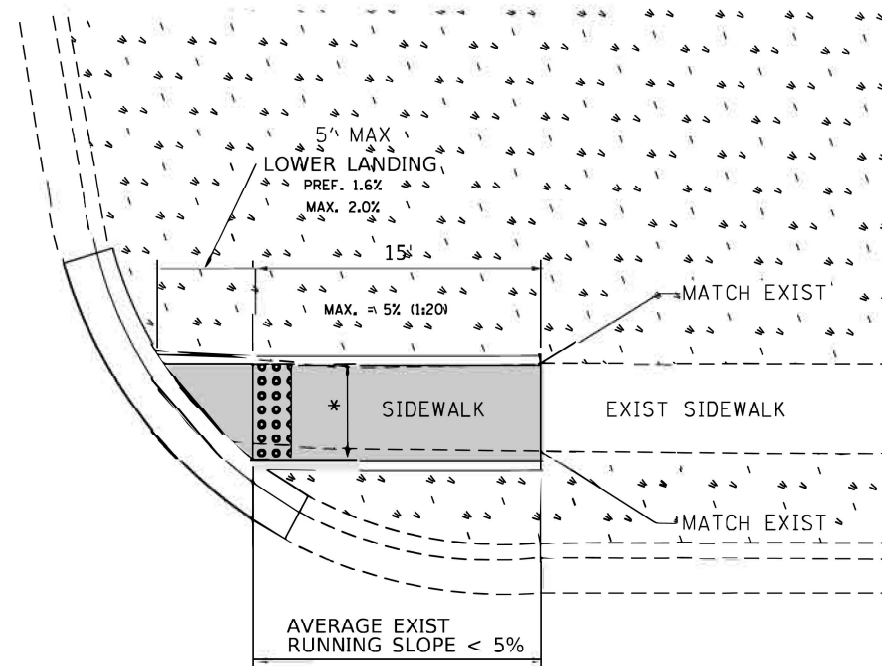 5' MAX
LOWER LANDING
PREF. 1.6%
MAX. 2.0%
15'
MAX. = 5% (1:20)
MATCH EXIST
*
SIDEWALK
EXIST SIDEWALK
MATCH EXIST
AVERAGE EXIST
RUNNING SLOPE < 5%